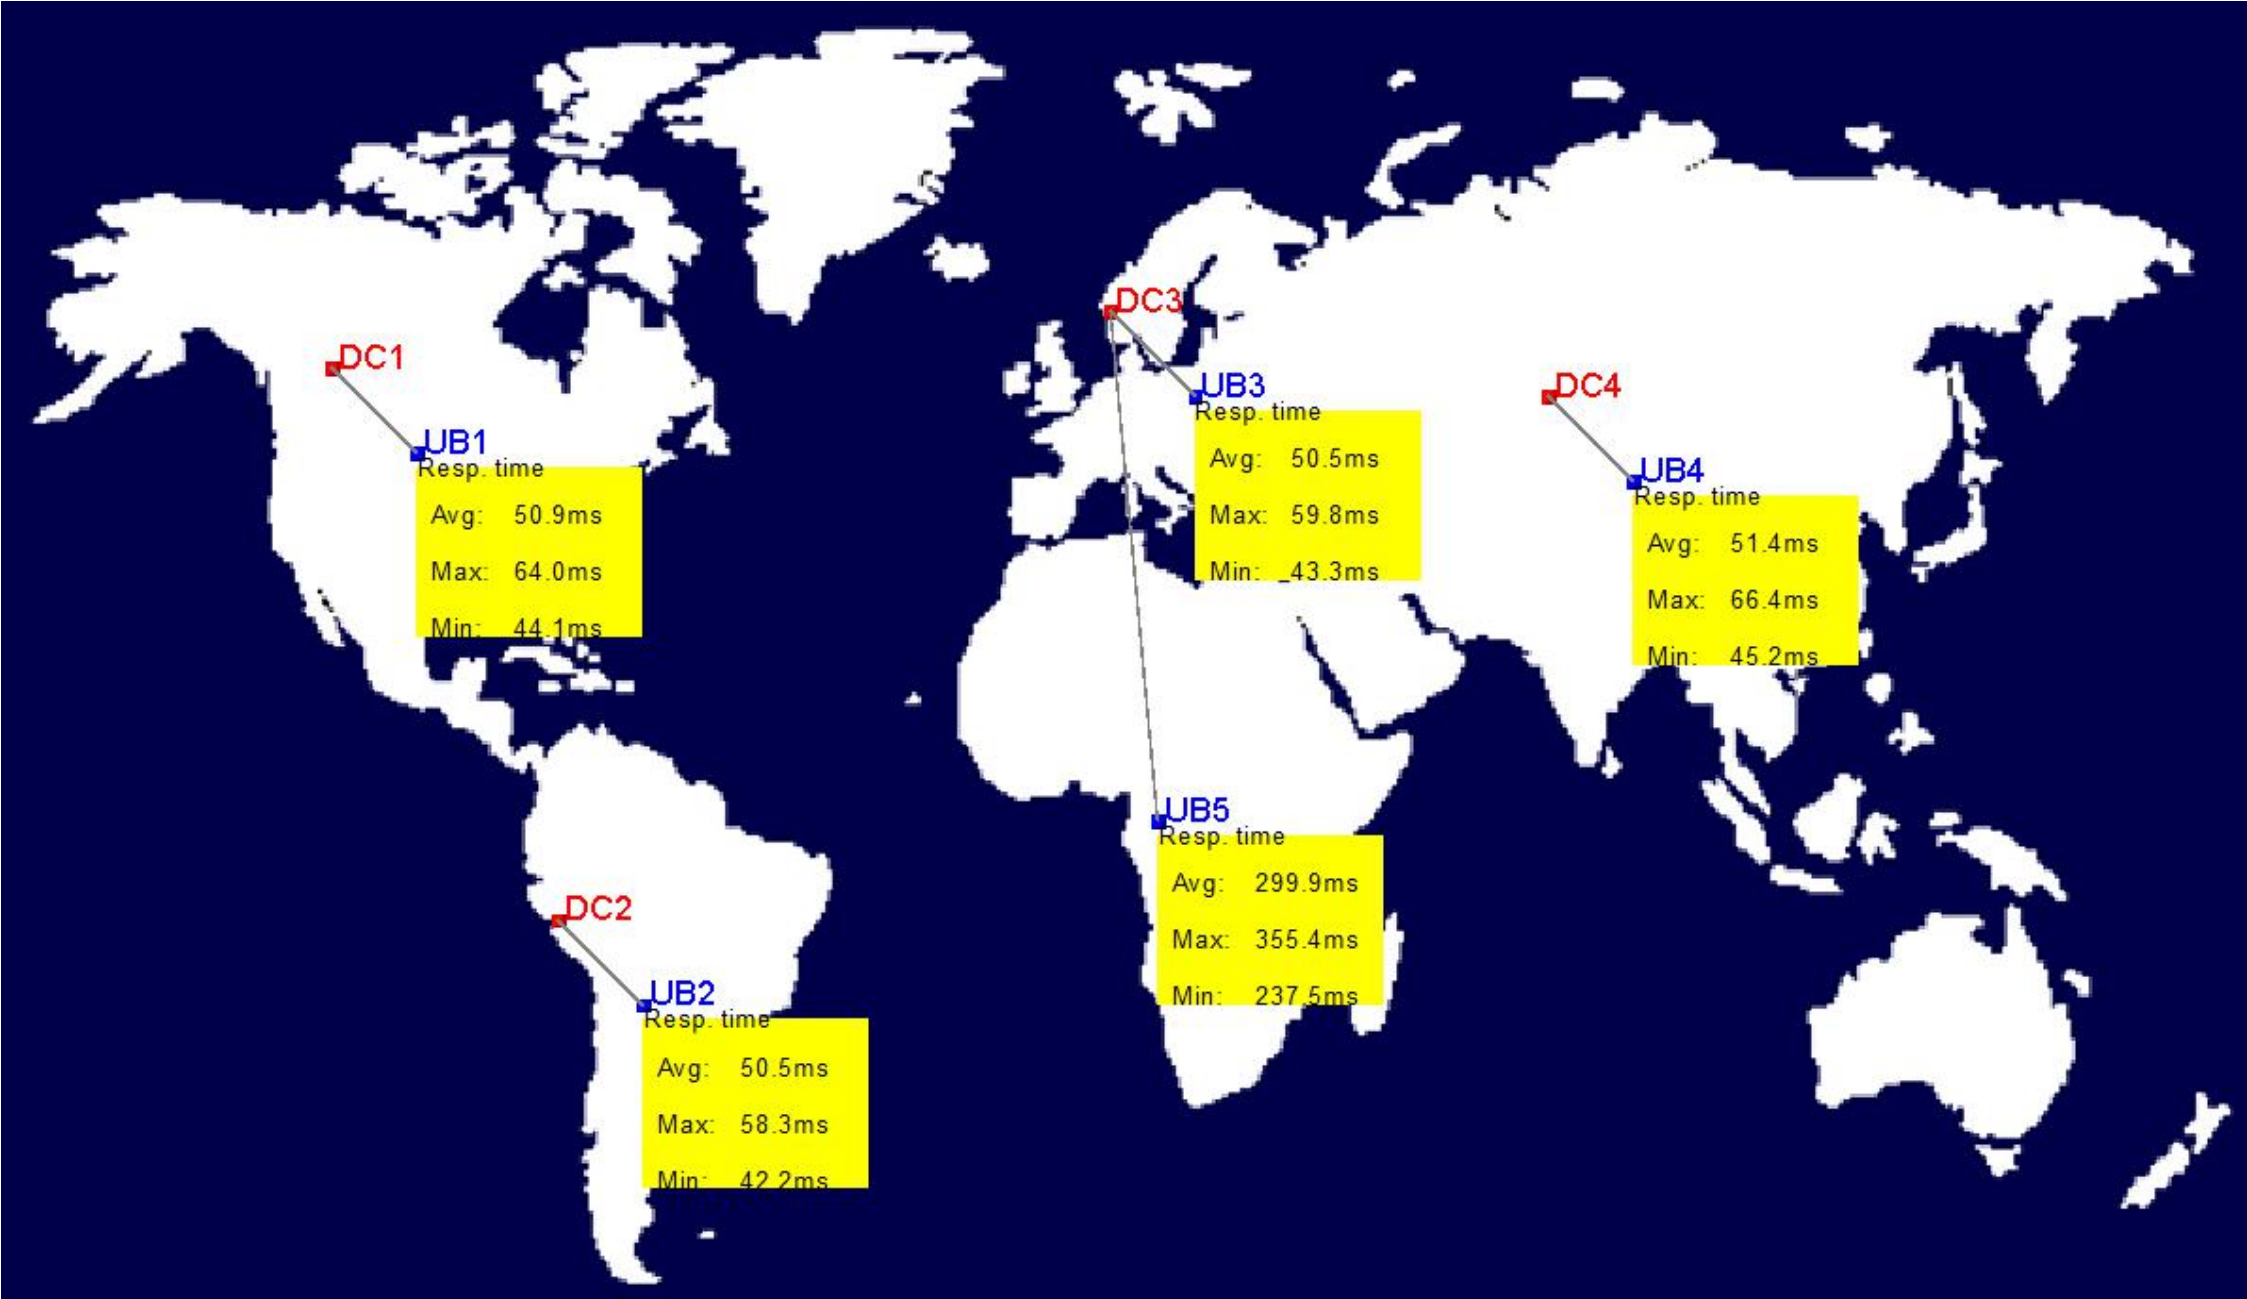 DC3
DC1
UB3
Resp. time
Avg: 50.5ms
Max: 59.8ms
Min: _43.3ms
DC4
UB1
Resp. time
Avg: 50.9ms
Max: 64.0ms
Min: 44.1ms
UB4
Resp. time
Avg: 51.4ms
Max: 66.4ms
Min: 45.2ms
UB5
Resp. time
Avg: 299.9ms
Max: 355.4ms
Min: 237.5ms
DC2
UB2
Resp. time
Avg: 50.5ms
Max: 58.3ms
Min: 42.2ms